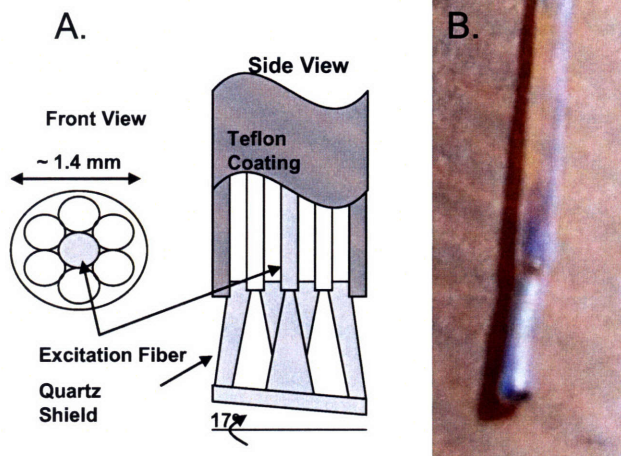 A.
B.
Side View
Front View
~ 1.4 mm
Teflon
Coating
Excitation Fiber
Quartz
Shield
17°